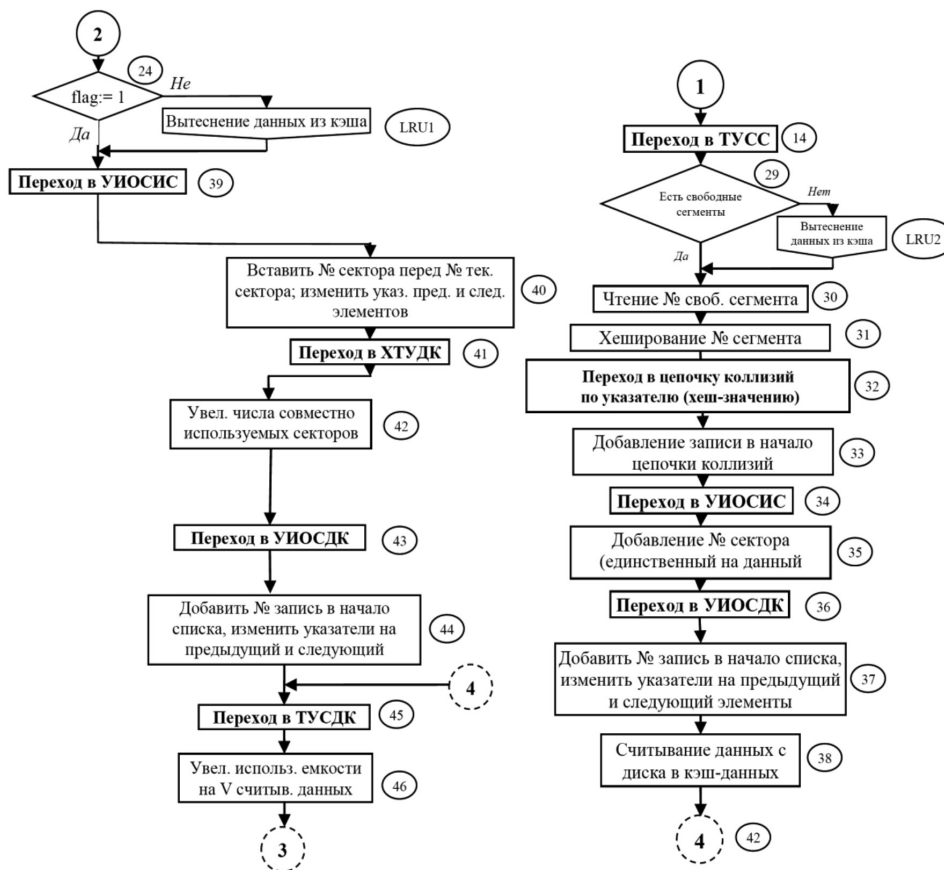 2
24
flag:= 1
Не
Вытеснение данных из кэша
LRU1
Да
Переход в УИОСИС
39
Вставить № сектора перед № тек.
сектора; изменить указ. пред. и след.
элементов
40
Переход в ХТУДК
41
Увел. числа совместно
используемых секторов
42
Переход в УИОСДК
43
Добавить № запись в начало
списка, изменить указатели на
предыдущий и следующий
44
4
Переход в ТУСДК
45
Увел. использ. емкости
на V считыв. данных
46
3
1
Переход в ТУСС
14
29
Есть свободные
сегменты
Нет
Вытеснение
данных из кэша
LRU2
Да
Чтение № своб. сегмента
30
Хеширование № сегмента
31
Переход в цепочку коллизий
по указателю (хеш-значению)
32
Добавление записи в начало
цепочки коллизий
33
Переход в УИОСИС
34
Добавление № сектора
(единственный на данный
35
Переход в УИОСДК
36
Добавить № запись в начало списка,
изменить указатели на предыдущий
и следующий элементы
37
Считывание данных с
диска в кэш-данных
38
4
42